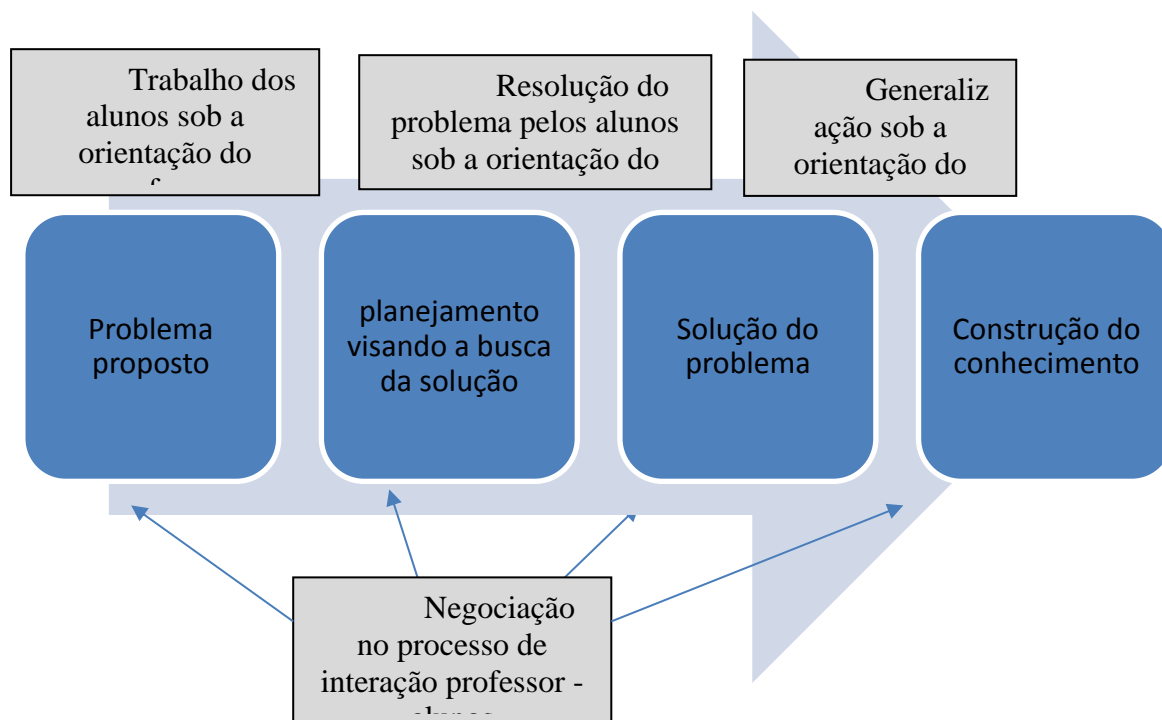 Trabalho dos
alunos sob a
orientação do
Resolução do
problema pelos alunos
sob a orientação do
Generaliz
ação sob a
orientação do
Problema
proposto
planejamento
visando a busca
da solução
Solução do
problema
Construção do
conhecimento
Negociação
no processo de
interação professor -